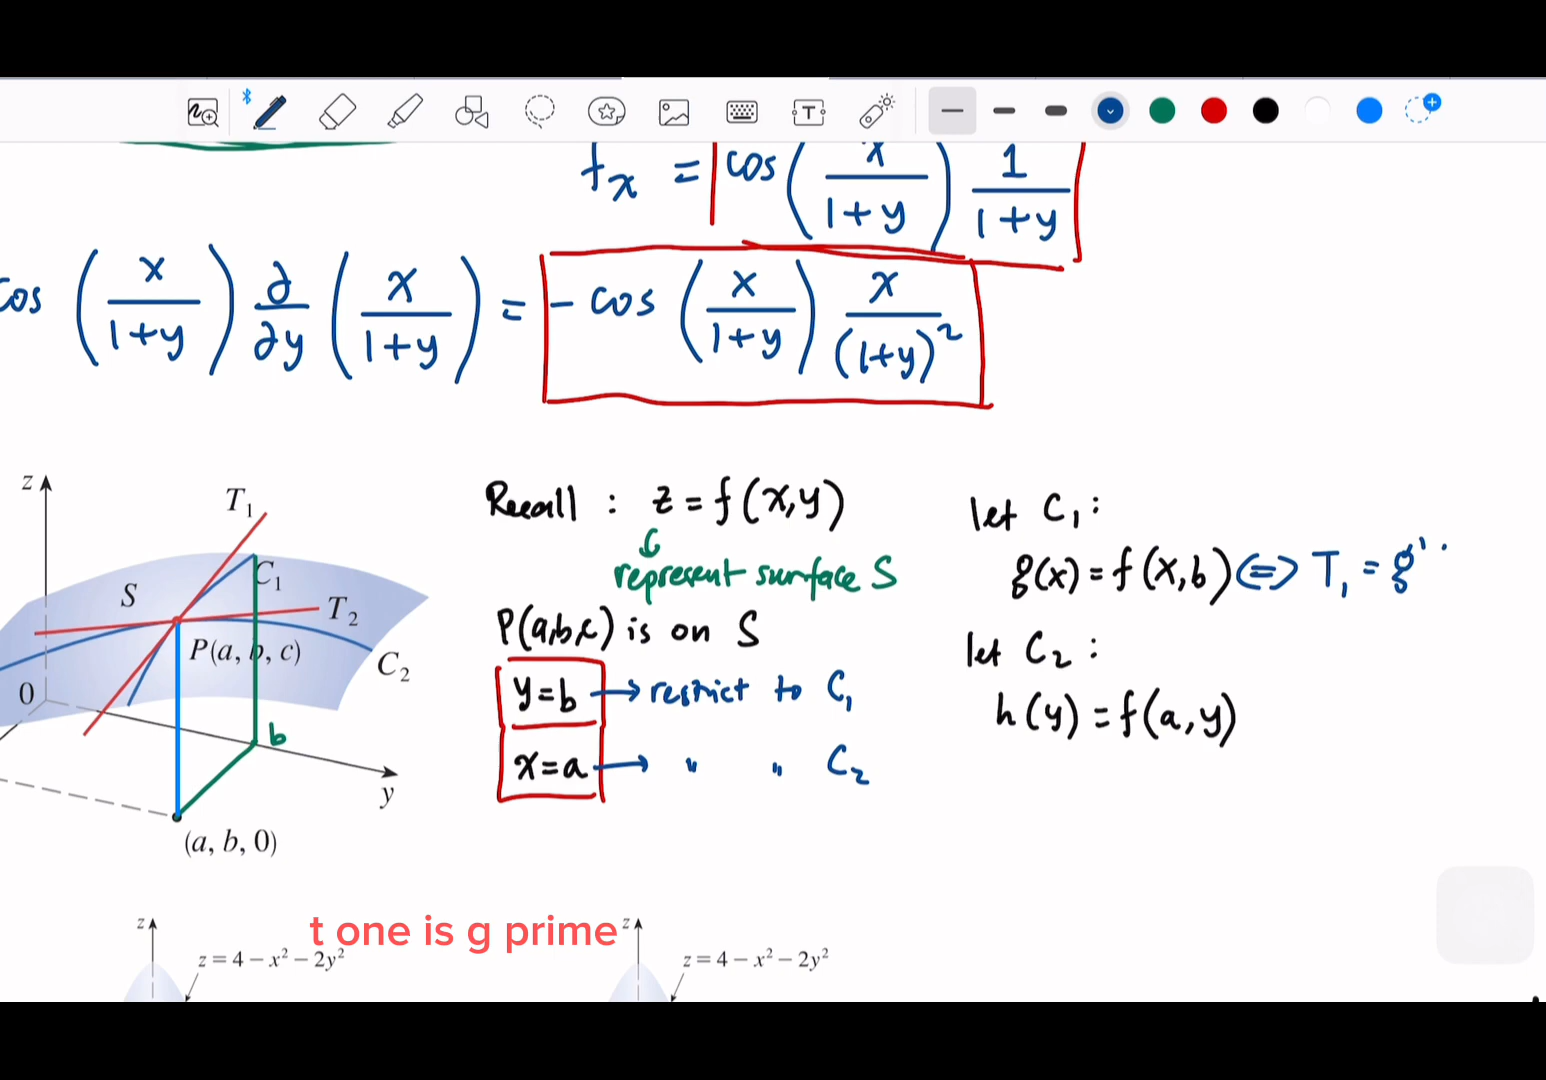 f_x = cos(x/(1+y)) 1/(1+y)
cos(x/(1+y)) ∂/∂y (x/(1+y)) = - cos(x/(1+y)) x/(1+y)²
z
T₁
S
C₁
T₂
P(a, b, c)
C₂
0
b
y
(a, b, 0)
Recall : z = f(x,y)
represent surface S
P(a,b,c) is on S
y=b → restrict to C₁
x=a → " " C₂
let C₁:
g(x) = f(x,b) ⇔ T₁ = g'
let C₂:
h(y) = f(a,y)
t one is g prime
z
z = 4 − x² − 2y²
z
z = 4 − x² − 2y²